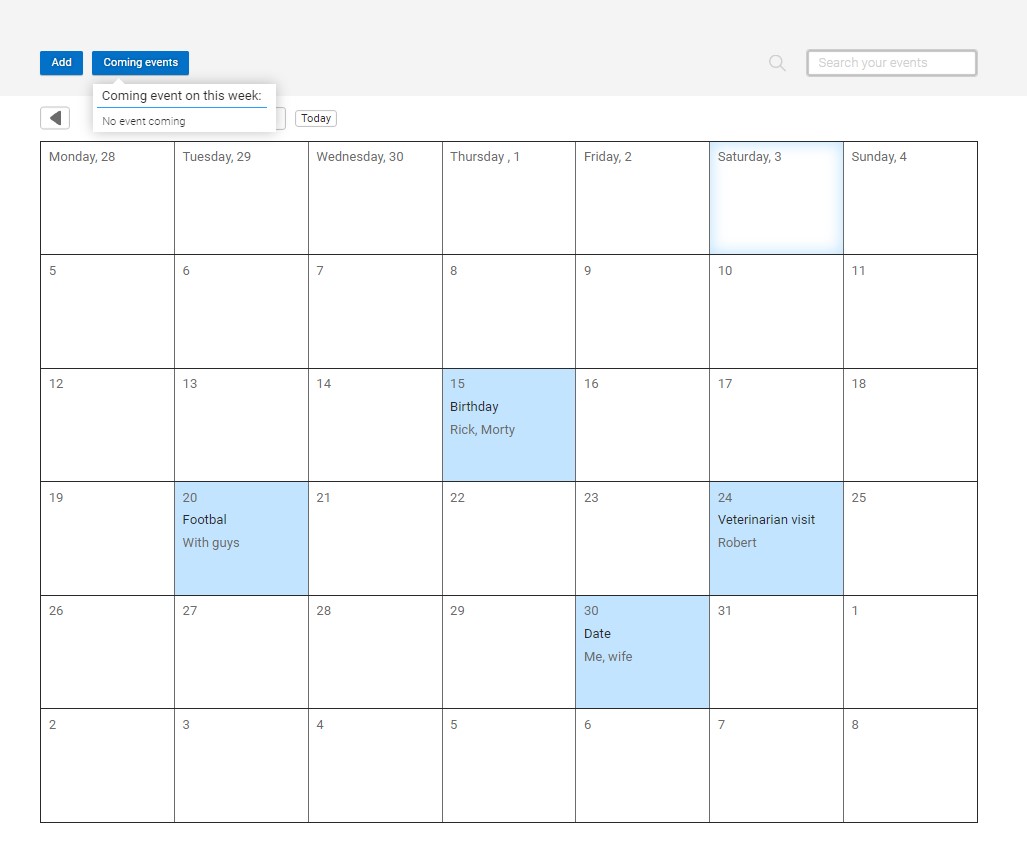 Add
Coming events
Search your events
Coming event on this week:
No event coming
Today
Monday, 28
Tuesday, 29
Wednesday, 30
Thursday , 1
Friday, 2
Saturday, 3
Sunday, 4
5
6
7
8
9
10
11
12
13
14
15
Birthday
Rick, Morty
16
17
18
19
20
Footbal
With guys
21
22
23
24
Veterinarian visit
Robert
25
26
27
28
29
30
Date
Me, wife
31
1
2
3
4
5
6
7
8